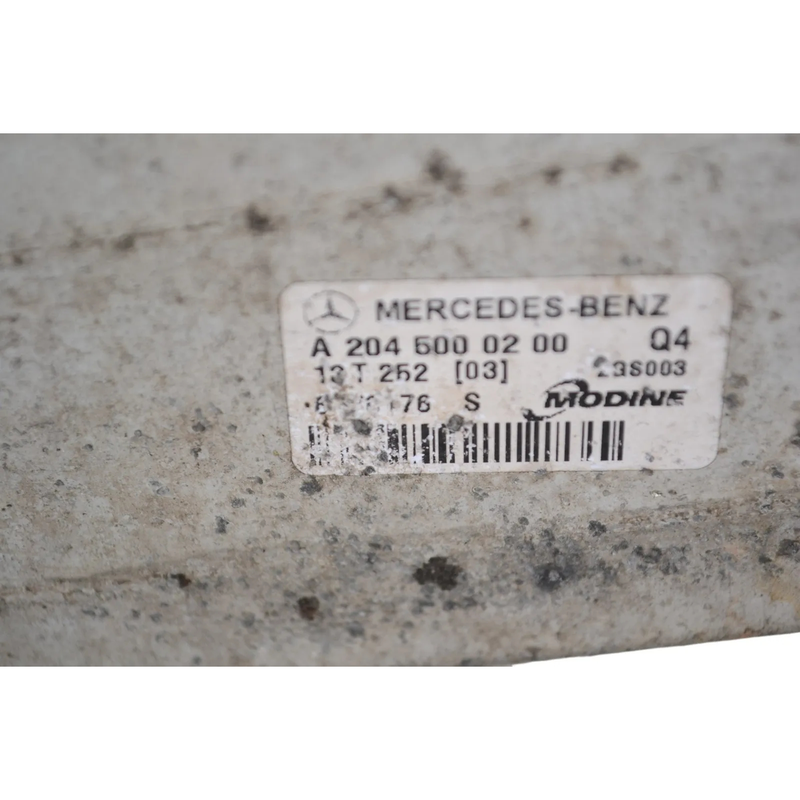 MERCEDES-BENZ
A 204 500 02 00 Q4
T 252 [03]
S MODINE